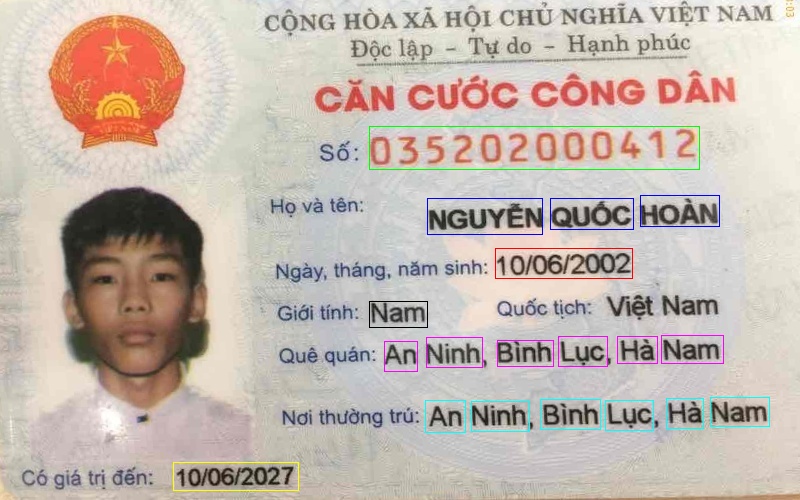 CỘNG HÒA XÃ HỘI CHỦ NGHĨA VIỆT NAM
Độc lập - Tự do - Hạnh phúc
CĂN CƯỚC CÔNG DÂN
Số: 035202000412
Họ và tên: NGUYỄN QUỐC HOÀN
Ngày, tháng, năm sinh: 10/06/2002
Giới tính: Nam Quốc tịch: Việt Nam
Quê quán: An Ninh, Bình Lục, Hà Nam
Nơi thường trú: An Ninh, Bình Lục, Hà Nam
Có giá trị đến: 10/06/2027